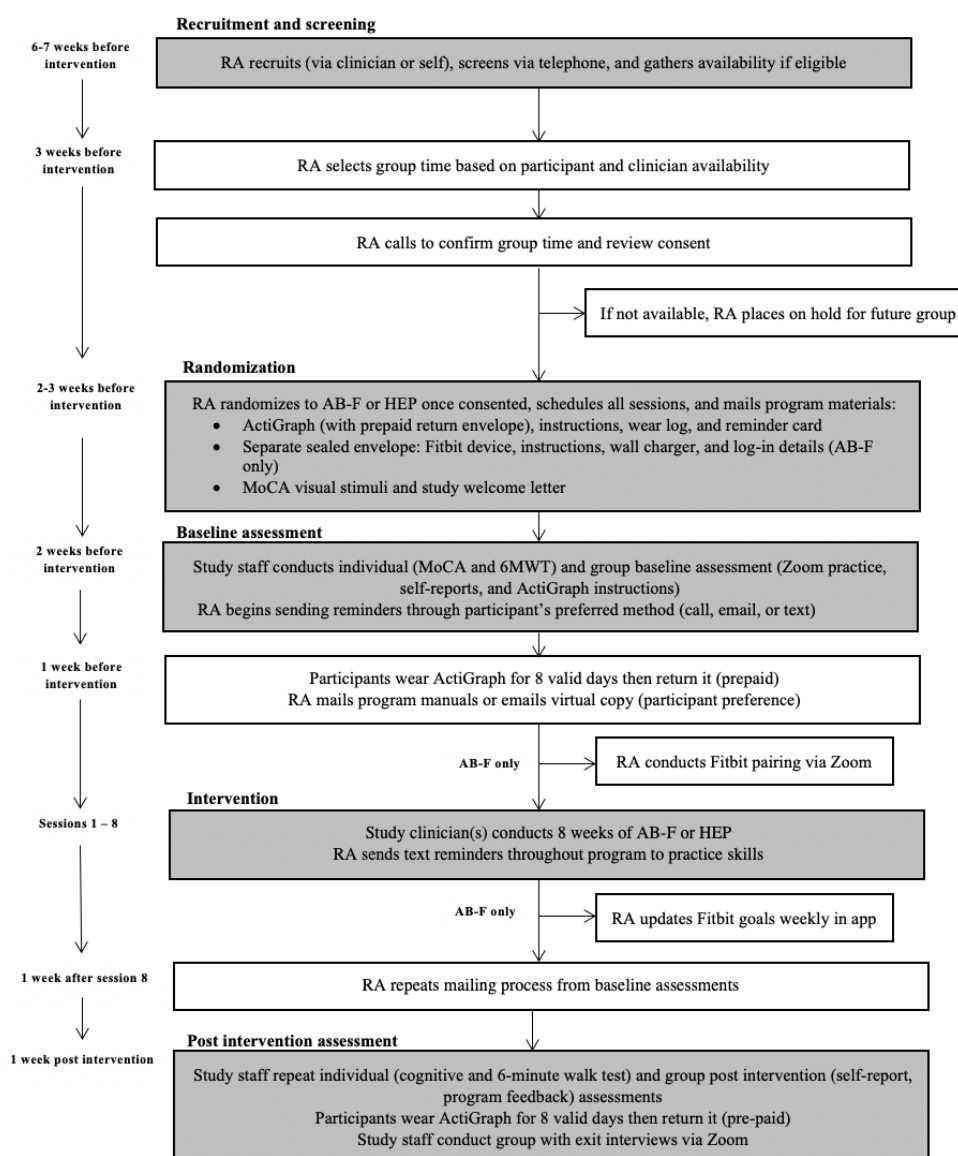 Recruitment and screening
6-7 weeks before
intervention
RA recruits (via clinician or self), screens via telephone, and gathers availability if eligible
3 weeks before
intervention
RA selects group time based on participant and clinician availability
RA calls to confirm group time and review consent
If not available, RA places on hold for future group
Randomization
2-3 weeks before
intervention
RA randomizes to AB-F or HEP once consented, schedules all sessions, and mails program materials:
• ActiGraph (with prepaid return envelope), instructions, wear log, and reminder card
• Separate sealed envelope: Fitbit device, instructions, wall charger, and log-in details (AB-F
only)
• MoCA visual stimuli and study welcome letter
Baseline assessment
2 weeks before
intervention
Study staff conducts individual (MoCA and 6MWT) and group baseline assessment (Zoom practice,
self-reports, and ActiGraph instructions)
RA begins sending reminders through participant's preferred method (call, email, or text)
1 week before
intervention
Participants wear ActiGraph for 8 valid days then return it (prepaid)
RA mails program manuals or emails virtual copy (participant preference)
AB-F only
RA conducts Fitbit pairing via Zoom
Intervention
Sessions 1 – 8
Study clinician(s) conducts 8 weeks of AB-F or HEP
RA sends text reminders throughout program to practice skills
AB-F only
RA updates Fitbit goals weekly in app
1 week after session 8
RA repeats mailing process from baseline assessments
Post intervention assessment
1 week post intervention
Study staff repeat individual (cognitive and 6-minute walk test) and group post intervention (self-report,
program feedback) assessments
Participants wear ActiGraph for 8 valid days then return it (pre-paid)
Study staff conduct group with exit interviews via Zoom